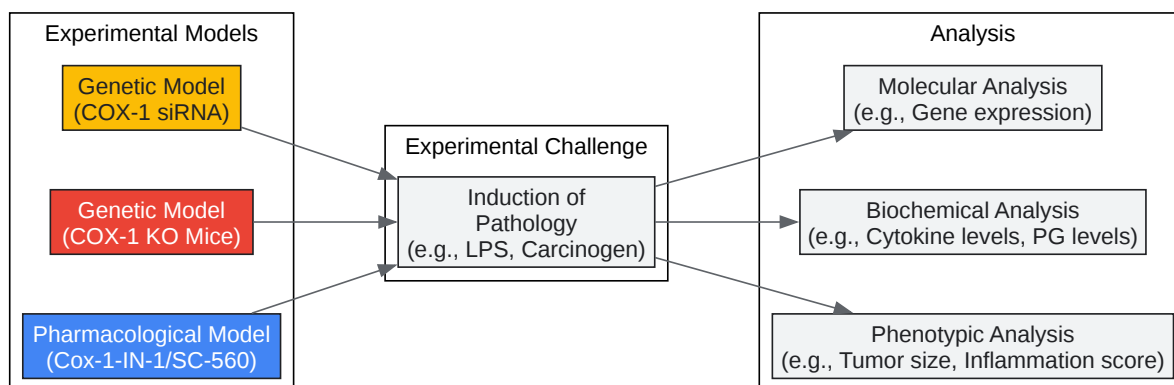 Experimental Models
Genetic Model
(COX-1 siRNA)
Genetic Model
(COX-1 KO Mice)
Pharmacological Model
(Cox-1-IN-1/SC-560)
Experimental Challenge
Induction of
Pathology
(e.g., LPS, Carcinogen)
Analysis
Molecular Analysis
(e.g., Gene expression)
Biochemical Analysis
(e.g., Cytokine levels, PG levels)
Phenotypic Analysis
(e.g., Tumor size, Inflammation score)